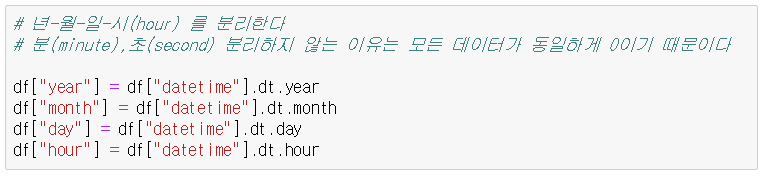 # 년-월-일-시(hour) 를 분리한다
# 분(minute),초(second) 분리하지 않는 이유는 모든 데이터가 동일하게 0이기 때문이다
df["year"] = df["datetime"].dt.year
df["month"] = df["datetime"].dt.month
df["day"] = df["datetime"].dt.day
df["hour"] = df["datetime"].dt.hour